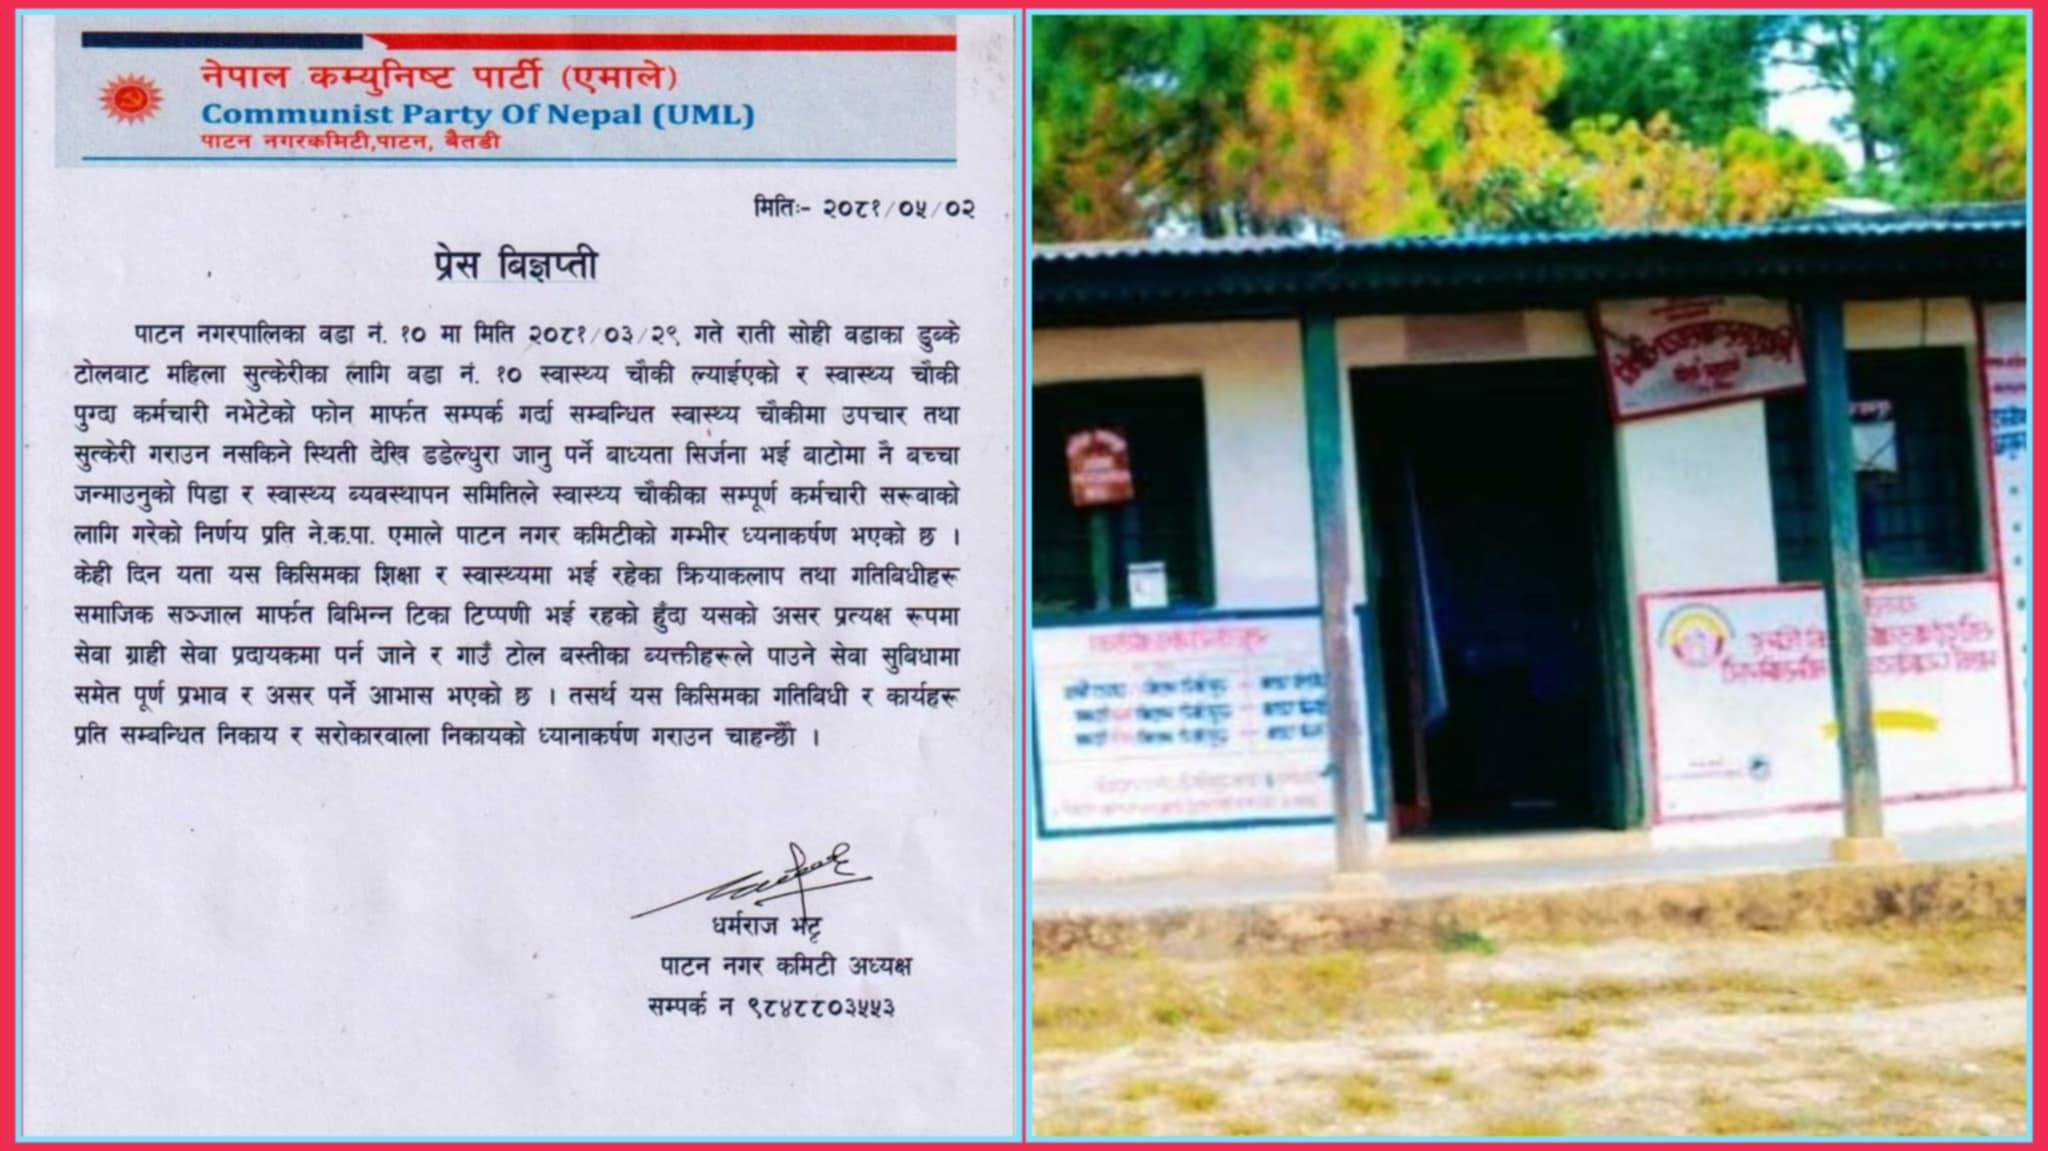 नेपाल कम्युनिष्ट पार्टी (एमाले)
Communist Party Of Nepal (UML)
पाटन नगरकमिटी,पाटन, बैतडी
मितिः- २०८१/०५/०२
प्रेस बिज्ञप्ती
पाटन नगरपालिका वडा नं. १० मा मिति २०८१/०३/२९ गते राती सोही वडाका डुब्के
टोलबाट महिला सुत्केरीका लागि वडा नं. १० स्वास्थ्य चौकी ल्याईएको र स्वास्थ्य चौकी
पुग्दा कर्मचारी नभेटेको फोन मार्फत सम्पर्क गर्दा सम्बन्धित स्वास्थ्य चौकीमा उपचार तथा
सुत्केरी गराउन नसकिने स्थिती देखि डडेल्धुरा जानु पर्ने बाध्यता सिर्जना भई बाटोमा नै बच्चा
जन्माउनुको पिडा र स्वास्थ्य व्यवस्थापन समितिले स्वास्थ्य चौकीका सम्पूर्ण कर्मचारी सरूवाको
लागि गरेको निर्णय प्रति ने.क.पा. एमाले पाटन नगर कमिटीको गम्भीर ध्यनाकर्षण भएको छ ।
केही दिन यता यस किसिमका शिक्षा र स्वास्थ्यमा भई रहेका क्रियाकलाप तथा गतिबिधीहरू
समाजिक सञ्जाल मार्फत बिभिन्न टिका टिप्पणी भई रहको हुँदा यसको असर प्रत्यक्ष रूपमा
सेवा ग्राही सेवा प्रदायकमा पर्न जाने र गाउँ टोल बस्तीका ब्यक्तीहरूले पाउने सेवा सुबिधामा
समेत पूर्ण प्रभाव र असर पर्ने आभास भएको छ । तसर्थ यस किसिमका गतिबिधी र कार्यहरू
प्रति सम्बन्धित निकाय र सरोकारवाला निकायको ध्यानाकर्षण गराउन चाहन्छौं ।
धर्मराज भट्ट
पाटन नगर कमिटी अध्यक्ष
सम्पर्क न ९८४८८०३५५३